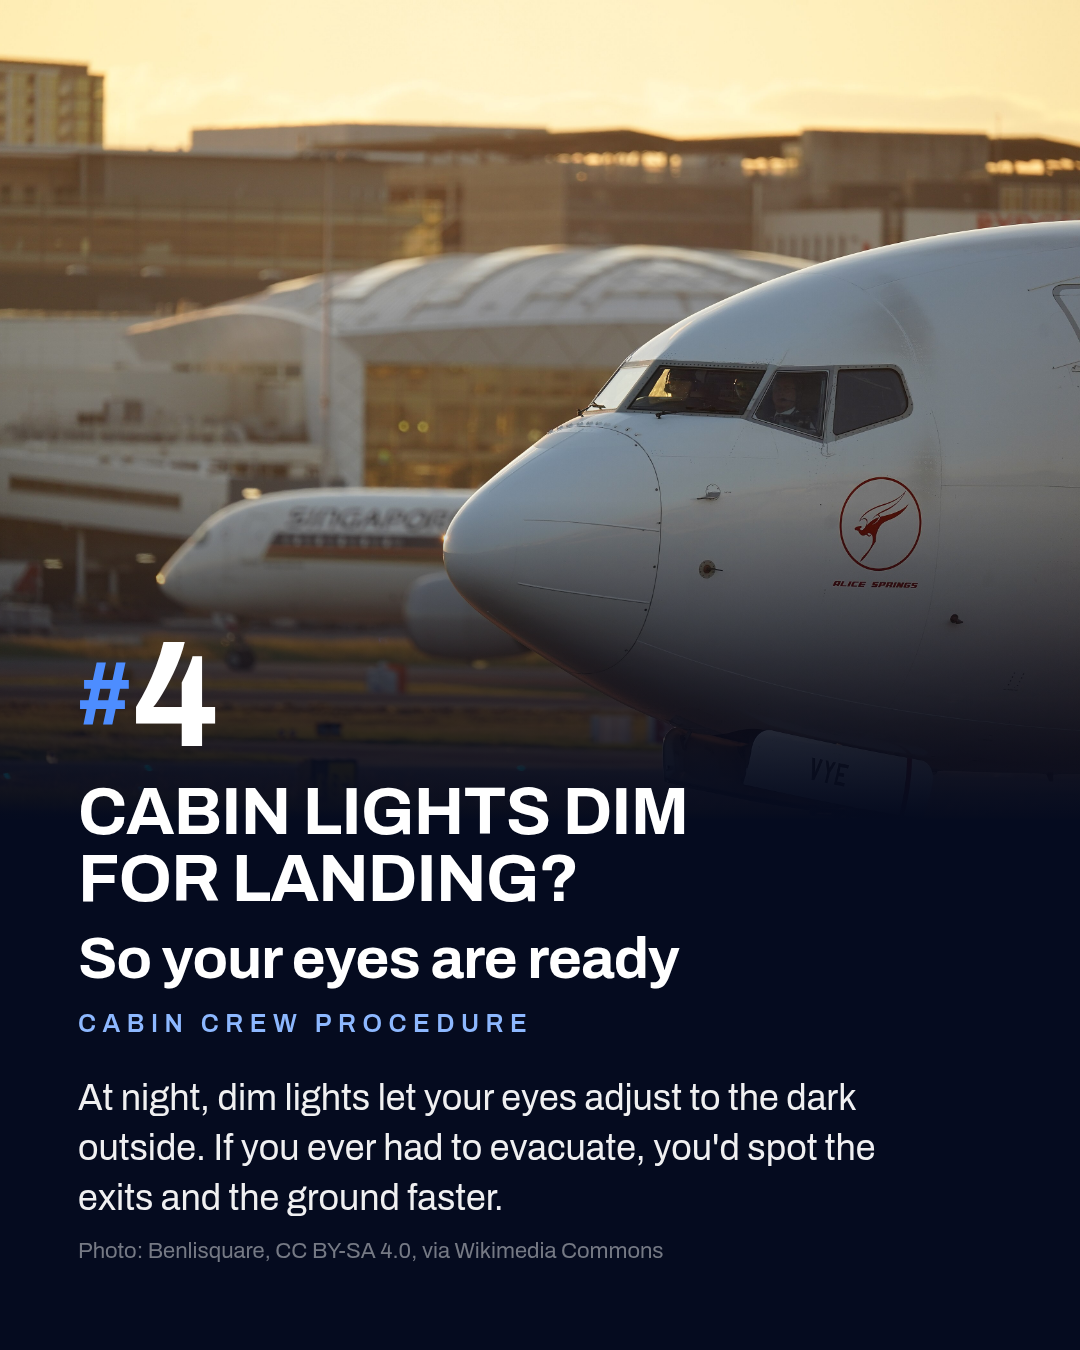 SINGAPOR
ALICE SPRINGS
VYE
#4
CABIN LIGHTS DIM
FOR LANDING?
So your eyes are ready
CABIN CREW PROCEDURE
At night, dim lights let your eyes adjust to the dark
outside. If you ever had to evacuate, you'd spot the
exits and the ground faster.
Photo: Benlisquare, CC BY-SA 4.0, via Wikimedia Commons